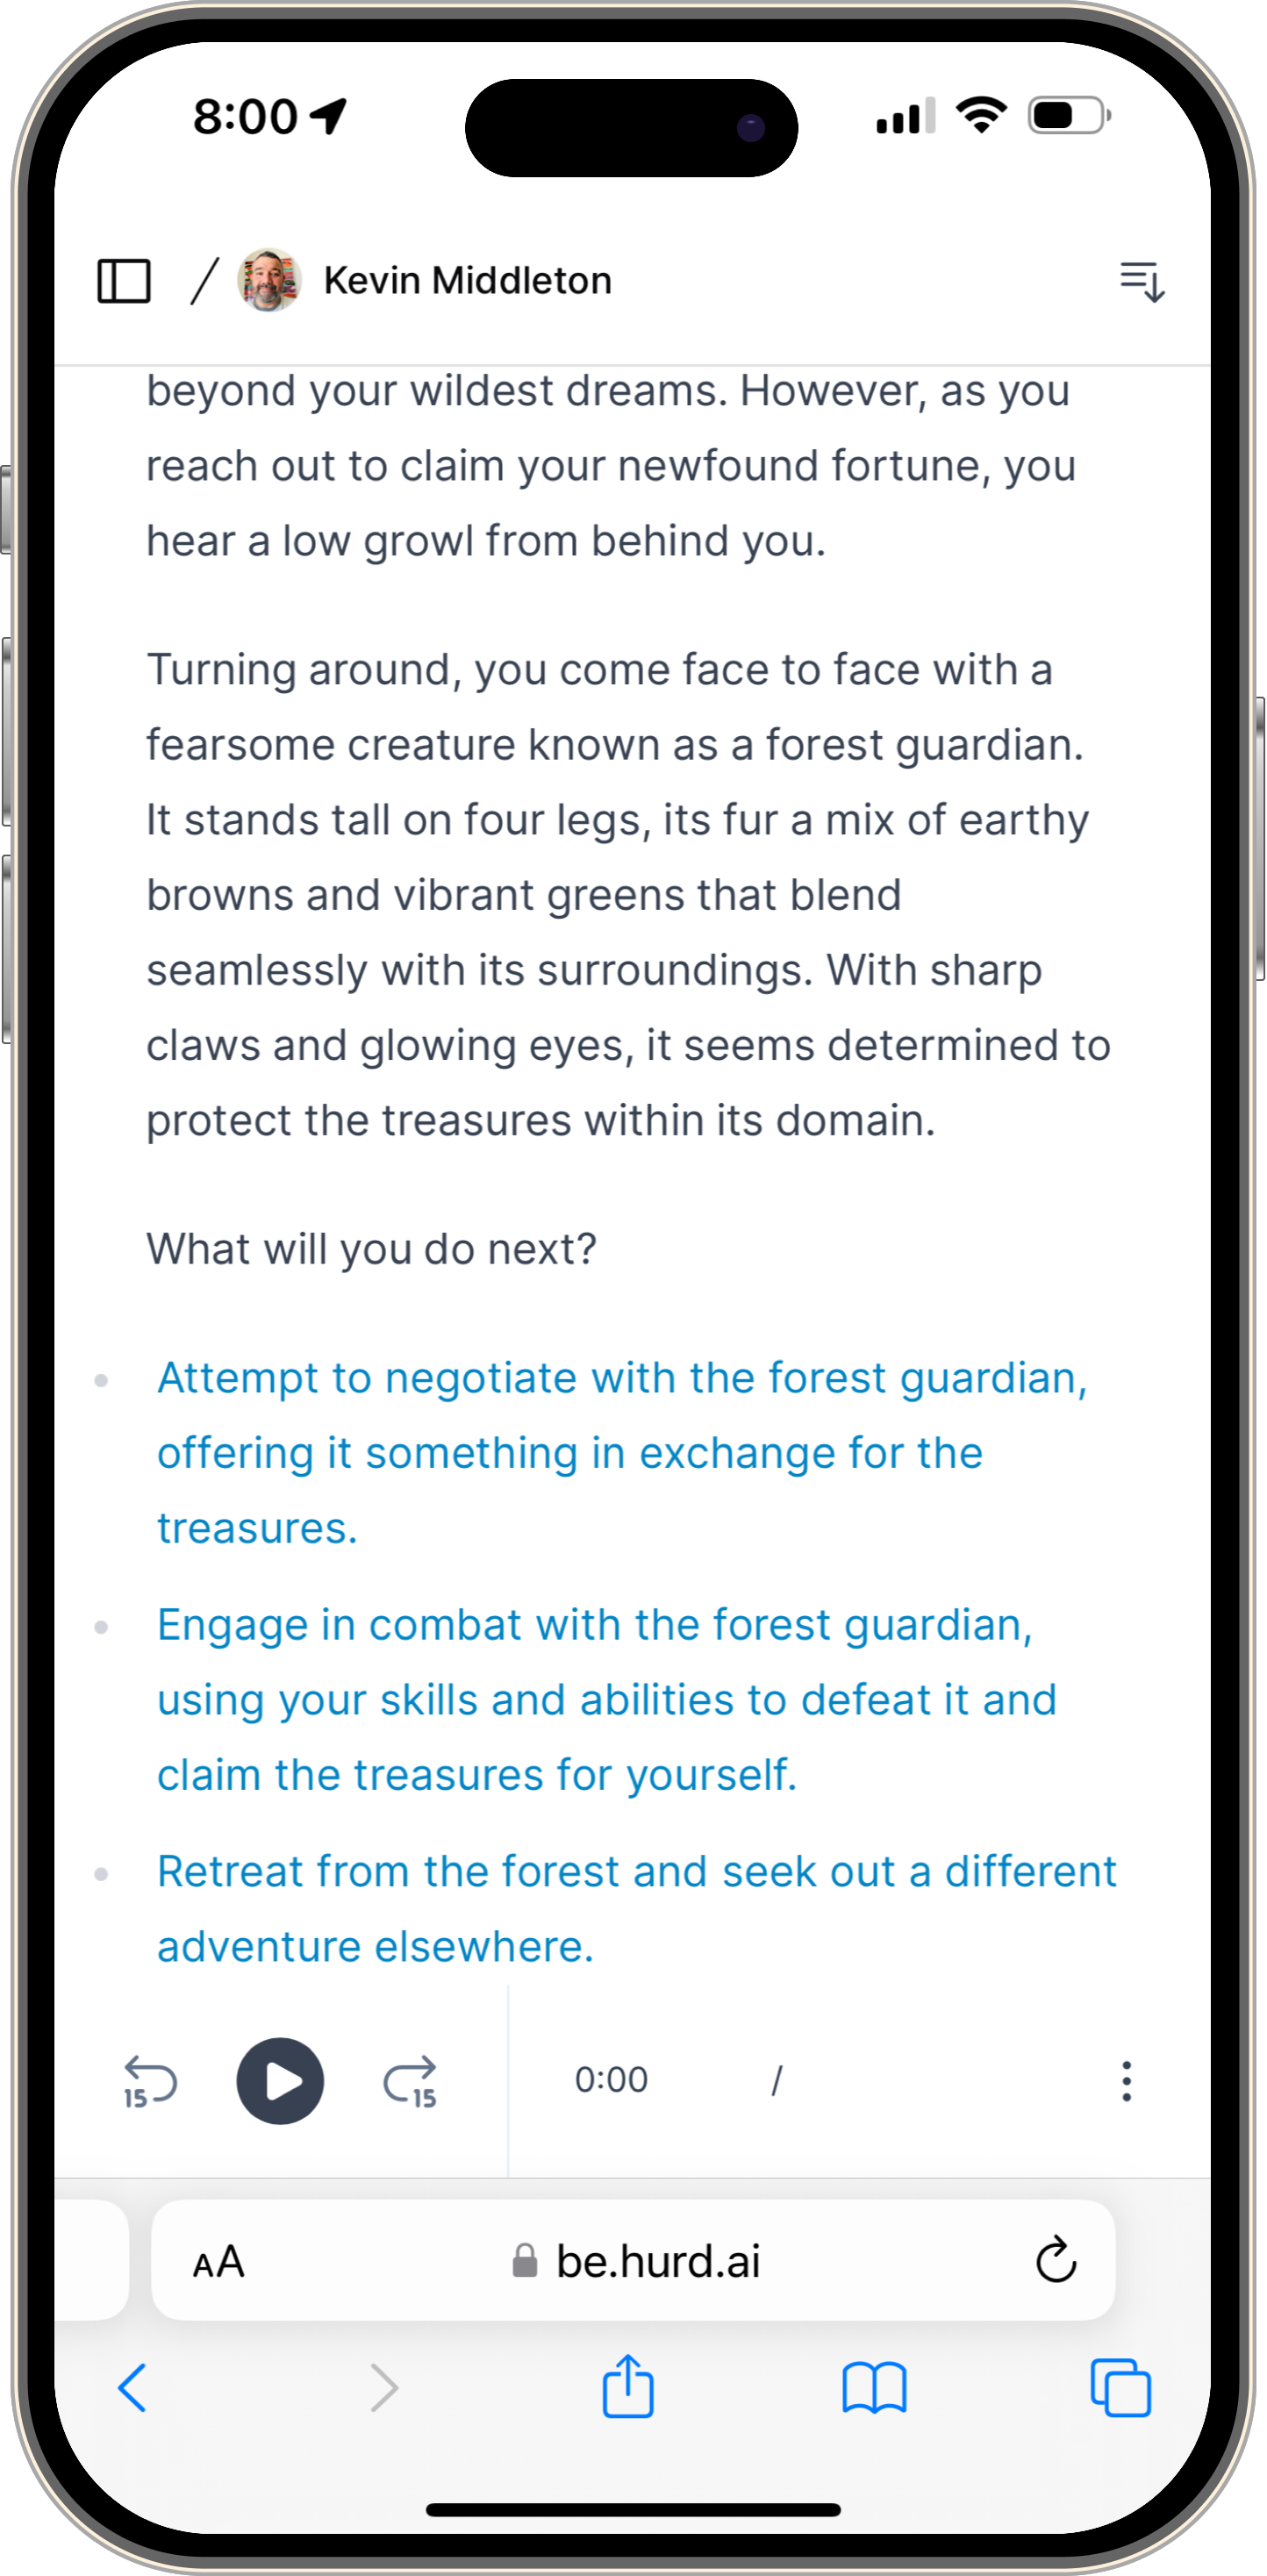 8:00
Kevin Middleton
beyond your wildest dreams. However, as you
reach out to claim your newfound fortune, you
hear a low growl from behind you.
Turning around, you come face to face with a
fearsome creature known as a forest guardian.
It stands tall on four legs, its fur a mix of earthy
browns and vibrant greens that blend
seamlessly with its surroundings. With sharp
claws and glowing eyes, it seems determined to
protect the treasures within its domain.
What will you do next?
Attempt to negotiate with the forest guardian,
offering it something in exchange for the
treasures.
Engage in combat with the forest guardian,
using your skills and abilities to defeat it and
claim the treasures for yourself.
Retreat from the forest and seek out a different
adventure elsewhere.
15 15 0:00 /
AA be.hurd.ai